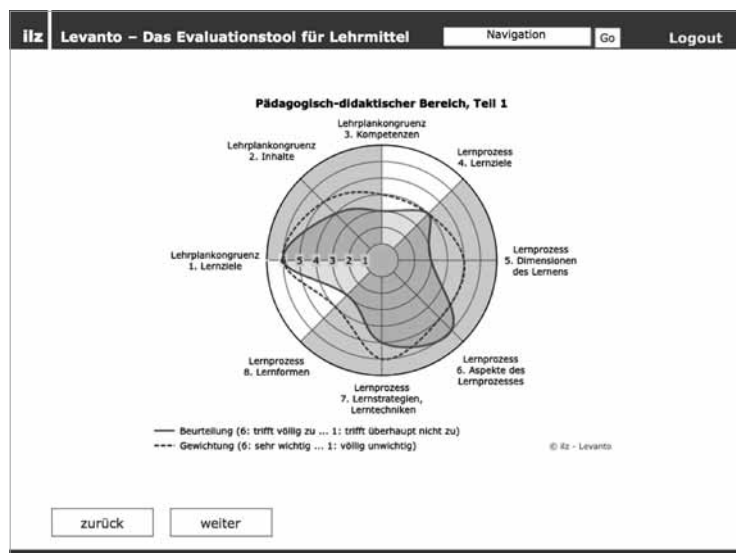 ilz Levanto – Das Evaluationstool für Lehrmittel Navigation Go Logout
Pädagogisch-didaktischer Bereich, Teil 1
Lehrplankongruenz
3. Kompetenzen
Lehrplankongruenz
2. Inhalte
Lernprozess
4. Lernziele
Lehrplankongruenz
1. Lernziele
5 4 3 2 1
Lernprozess
5. Dimensionen
des Lernens
Lernprozess
8. Lernformen
Lernprozess
6. Aspekte des
Lernprozesses
Lernprozess
7. Lernstrategien,
Lerntechniken
Beurteilung (6: trifft völlig zu ... 1: trifft überhaupt nicht zu)
Gewichtung (6: sehr wichtig ... 1: völlig unwichtig)
© ilz - Levanto
zurück weiter